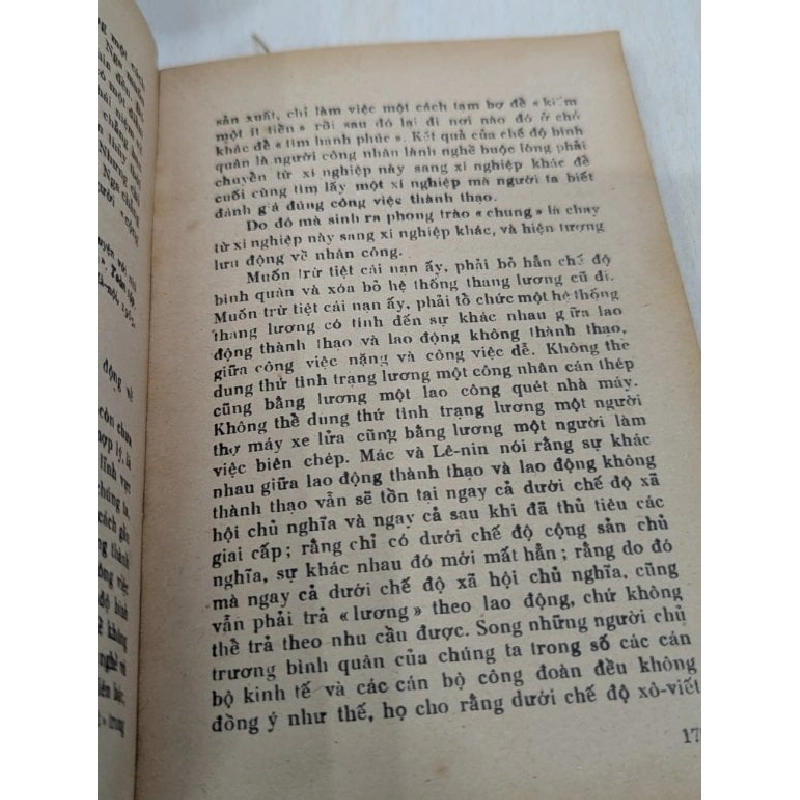 sản xuất, chỉ làm việc một cách tạm bợ để « kiếm
một ít tiền » rồi sau đó lại đi nơi nào đó ở chỗ
khác để « tìm hạnh phúc ». Kết quả của chế độ bình
quân là người công nhân lành nghề buộc lòng phải
chuyển từ xí nghiệp này sang xí nghiệp khác để
cuối cùng tìm lấy một xí nghiệp mà người ta biết
đánh giá đúng công việc thành thạo.
Do đó mà sinh ra phong trào « chung » là chạy
từ xí nghiệp này sang xí nghiệp khác, và hiện tượng
lưu động về nhân công.
Muốn trừ tiệt cái nạn ấy, phải bỏ hẳn chế độ
bình quân và xóa bỏ hệ thống thang lương cũ đi.
Muốn trừ tiệt cái nạn ấy, phải tổ chức một hệ thống
thang lương có tính đến sự khác nhau giữa lao
động thành thạo và lao động không thành thạo,
giữa công việc nặng và công việc dễ. Không thể
dung thứ tình trạng lương một công nhân cán thép
cũng bằng lương một lao công quét nhà máy.
Không thể dung thứ tình trạng lương một người
thợ máy xe lửa cũng bằng lương một người làm
việc biên chép. Mác và Lê-nin nói rằng sự khác
nhau giữa lao động thành thạo và lao động không
thành thạo vẫn sẽ tồn tại ngay cả dưới chế độ xã
hội chủ nghĩa và ngay cả sau khi đã thủ tiêu các
giai cấp ; rằng chỉ có dưới chế độ cộng sản chủ
nghĩa, sự khác nhau đó mới mất hẳn ; rằng do đó
mà ngay cả dưới chế độ xã hội chủ nghĩa, cũng
vẫn phải trả « lương » theo lao động, chứ không
thể trả theo nhu cầu được. Song những người chủ
trương bình quân của chúng ta trong số các cán
bộ kinh tế và các cán bộ công đoàn đều không
đồng ý như thế, họ cho rằng dưới chế độ xô-viết